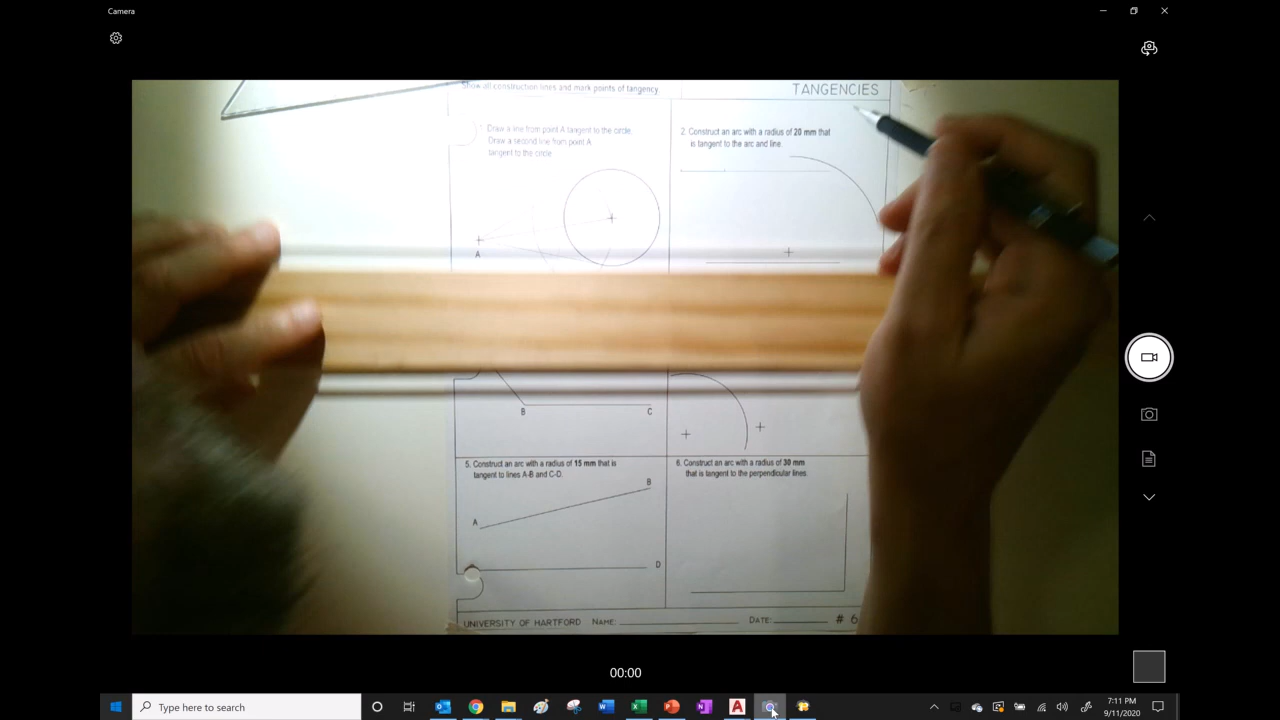 Camera
Show all construction lines and mark points of tangency.
TANGENCIES
1. Draw a line from point A tangent to the circle.
Draw a second line from point A
tangent to the circle
A
2. Construct an arc with a radius of 20 mm that
is tangent to the arc and line.
B
C
5. Construct an arc with a radius of 15 mm that is
tangent to lines A-B and C-D.
B
A
D
6. Construct an arc with a radius of 30 mm
that is tangent to the perpendicular lines.
UNIVERSITY OF HARTFORD NAME: DATE: # 6
00:00
Type here to search
7:11 PM
9/11/2020